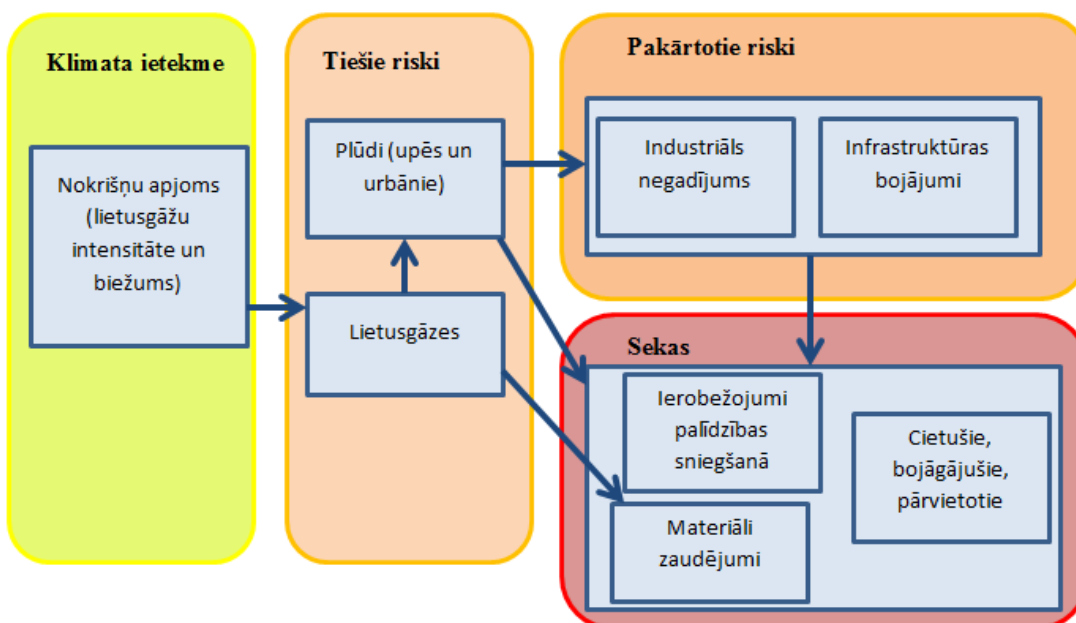 Klimata ietekme
Nokrišņu apjoms
(lietusgāžu
intensitāte un
biežums)
Tiešie riski
Plūdi (upēs un
urbānie)
Lietusgāzes
Pakārtotie riski
Industriāls
negadījums
Infrastruktūras
bojājumi
Sekas
Ierobežojumi
palīdzības
sniegšanā
Materiāli
zaudējumi
Cietušie,
bojāgājušie,
pārvietotie